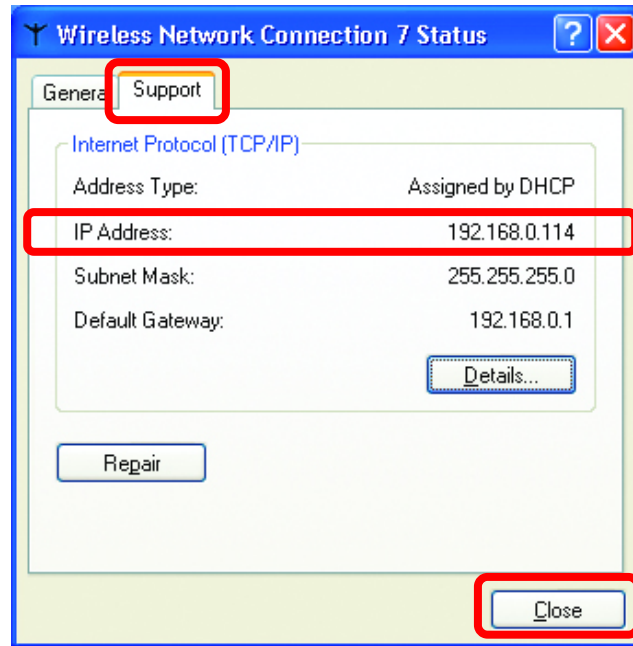 Wireless Network Connection 7 Status
General Support
Internet Protocol (TCP/IP)
Address Type: Assigned by DHCP
IP Address: 192.168.0.114
Subnet Mask: 255.255.255.0
Default Gateway: 192.168.0.1
Details...
Repair
Close